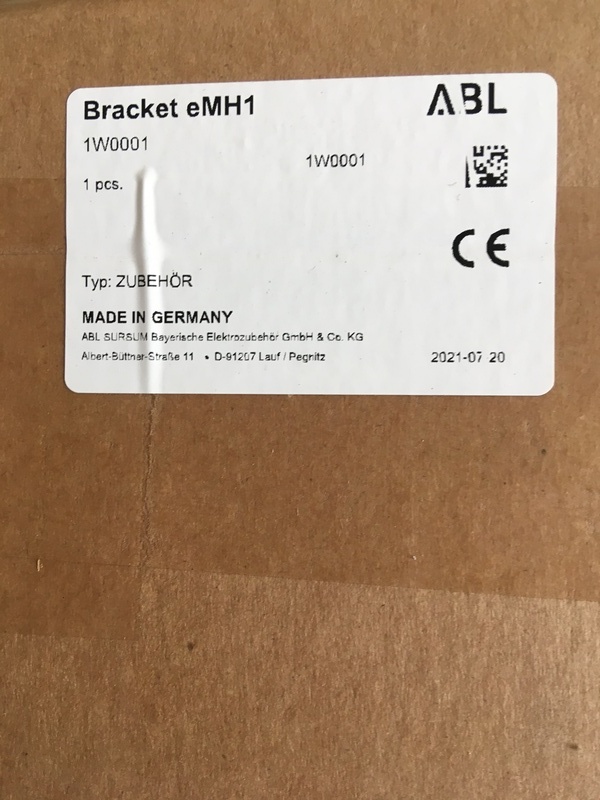 Bracket eMH1
ABL
1W0001
1W0001
1 pcs.
CE
Typ: ZUBEHÖR
MADE IN GERMANY
ABL SURSUM Bayerische Elektrozubehör GmbH & Co. KG
Albert-Büttner-Straße 11 • D-91207 Lauf / Pegnitz
2021-07 20